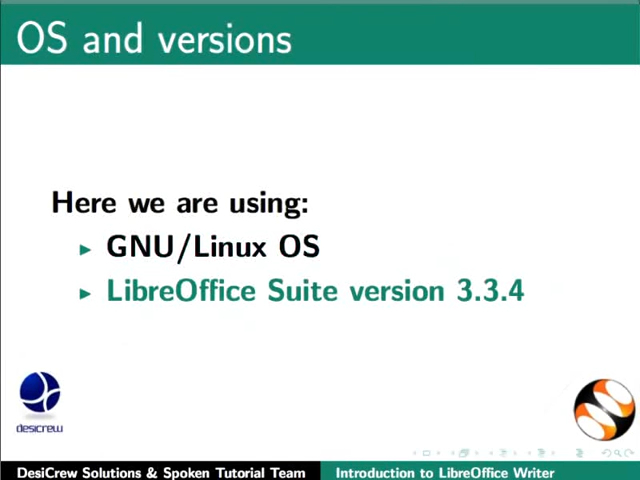 OS and versions
Here we are using:
GNU/Linux OS
LibreOffice Suite version 3.3.4
desicrew
DesiCrew Solutions & Spoken Tutorial Team
Introduction to LibreOffice Writer